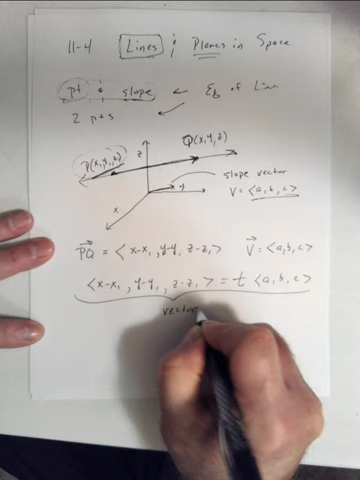 11-4 Lines & Planes in Space
pt & slope ← Eq of Line
2 pts
z
P(x₁,y₁,z₁)
Q(x,y,z)
slope vector
y
V = <a,b,c>
x
PQ = <x-x₁, y-y₁, z-z₁> V = <a,b,c>
<x-x₁, y-y₁, z-z₁> = t <a,b,c>
vector